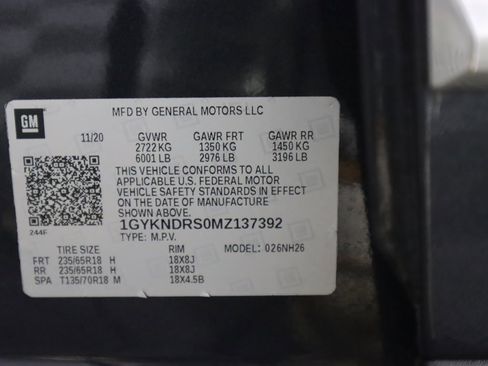 GM
MFD BY GENERAL MOTORS LLC
11/20 GVWR GAWR FRT GAWR RR
2722 KG 1350 KG 1450 KG
6001 LB 2976 LB 3196 LB
THIS VEHICLE CONFORMS TO ALL
APPLICABLE U.S. FEDERAL MOTOR
VEHICLE SAFETY STANDARDS IN EFFECT
ON THE DATE OF MANUFACTURE
SHOWN ABOVE.
1GYKNDRS0MZ137392
244F
TYPE: M.P.V.
TIRE SIZE RIM MODEL: 026NH26
FRT 235/65R18 H 18X8J
RR 235/65R18 H 18X8J
SPA T135/70R18 M 18X4.5B